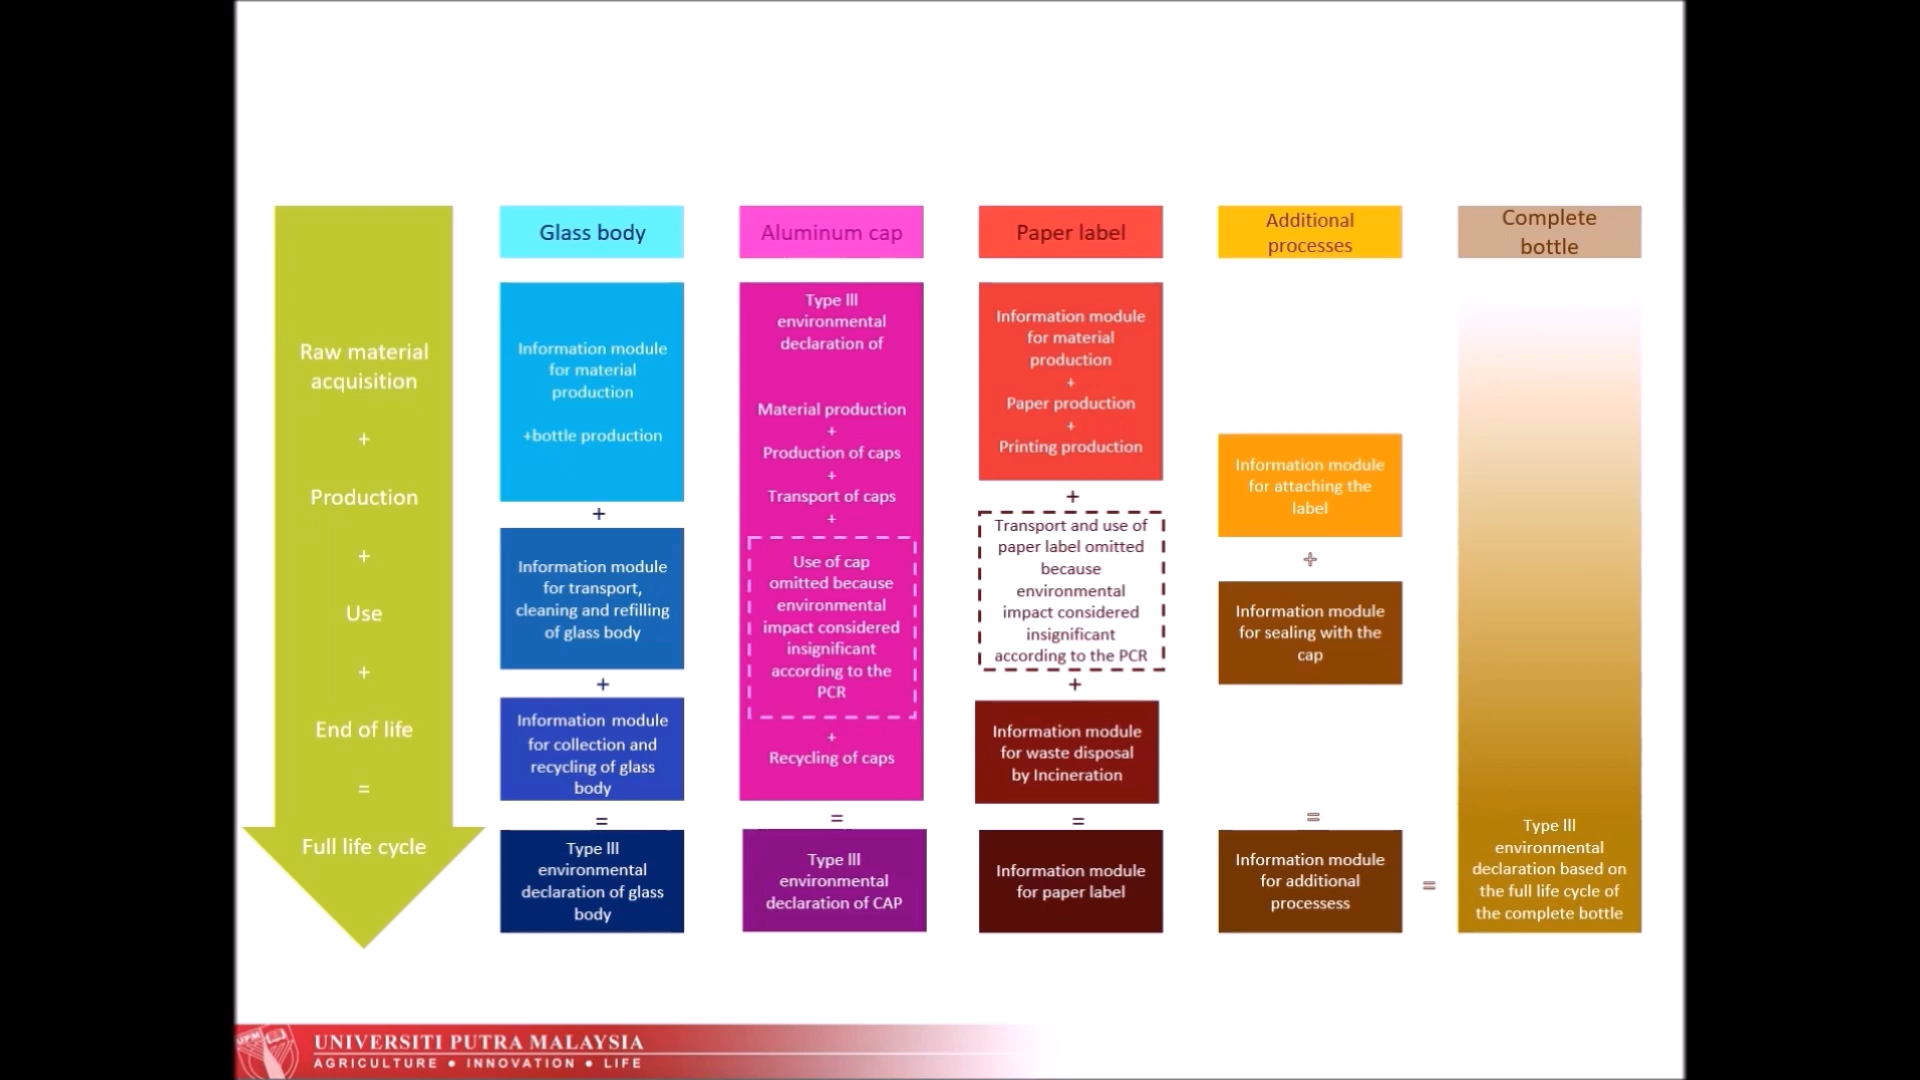 Raw material
acquisition
+
Production
+
Use
+
End of life
=
Full life cycle
Glass body
Information module
for material
production
+bottle production
+
Information module
for transport,
cleaning and refilling
of glass body
+
Information module
for collection and
recycling of glass
body
=
Type III
environmental
declaration of glass
body
Aluminum cap
Type III
environmental
declaration of
Material production
+
Production of caps
+
Transport of caps
+
Use of cap
omitted because
environmental
impact considered
insignificant
according to the
PCR
+
Recycling of caps
=
Type III
environmental
declaration of CAP
Paper label
Information module
for material
production
+
Paper production
+
Printing production
+
Transport and use of
paper label omitted
because
environmental
impact considered
insignificant
according to the PCR
+
Information module
for waste disposal
by Incineration
=
Information module
for paper label
Additional
processes
Information module
for attaching the
label
+
Information module
for sealing with the
cap
=
Information module
for additional
processess
=
Complete
bottle
Type III
environmental
declaration based on
the full life cycle of
the complete bottle
UPM
UNIVERSITI PUTRA MALAYSIA
AGRICULTURE • INNOVATION • LIFE